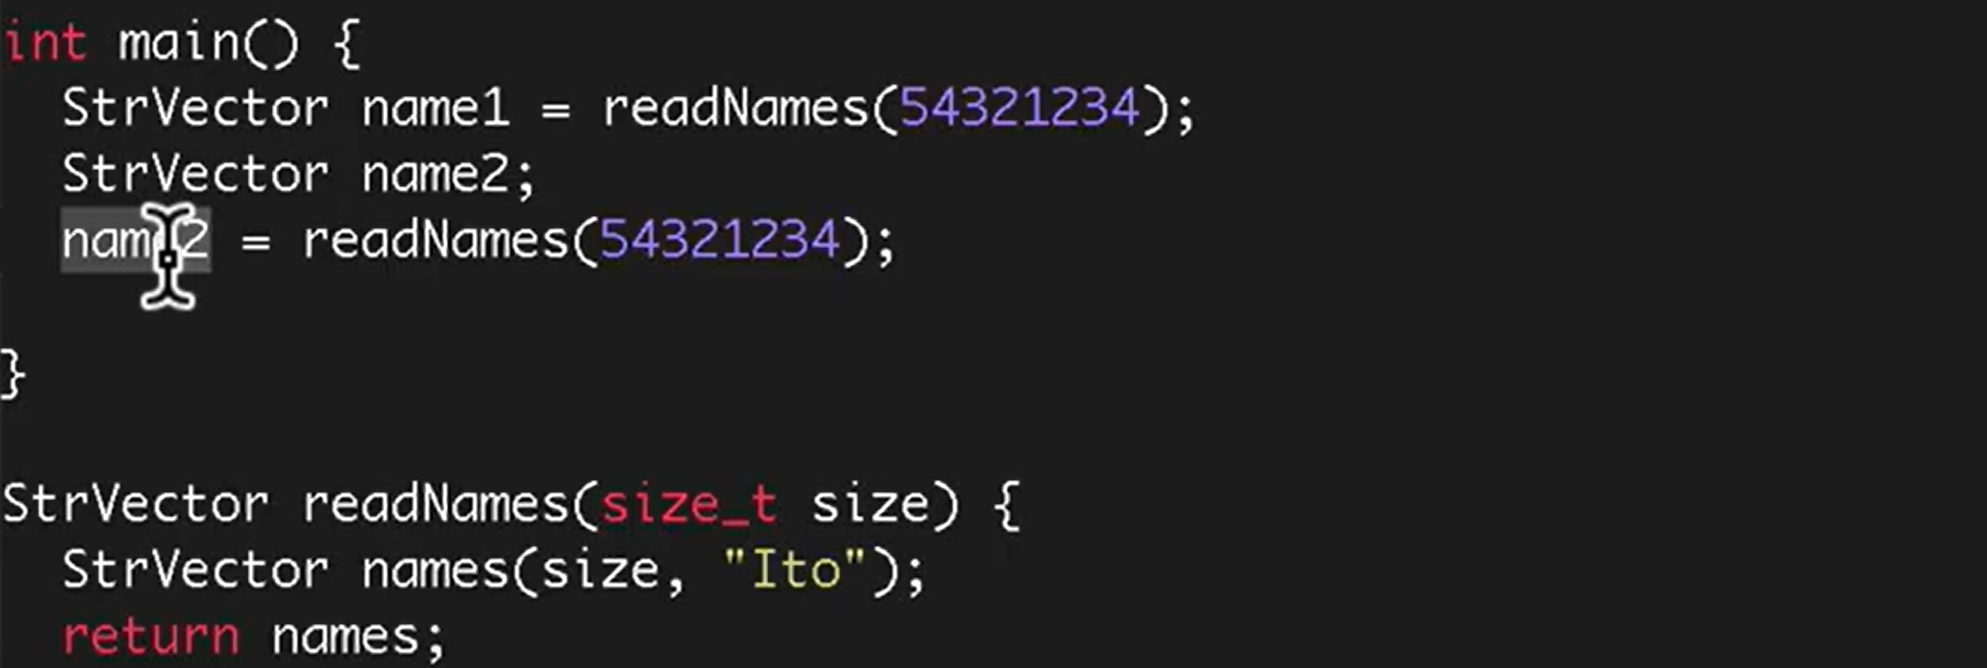 int main() {
StrVector name1 = readNames(54321234);
StrVector name2;
name2 = readNames(54321234);
}
StrVector readNames(size_t size) {
StrVector names(size, "Ito");
return names;